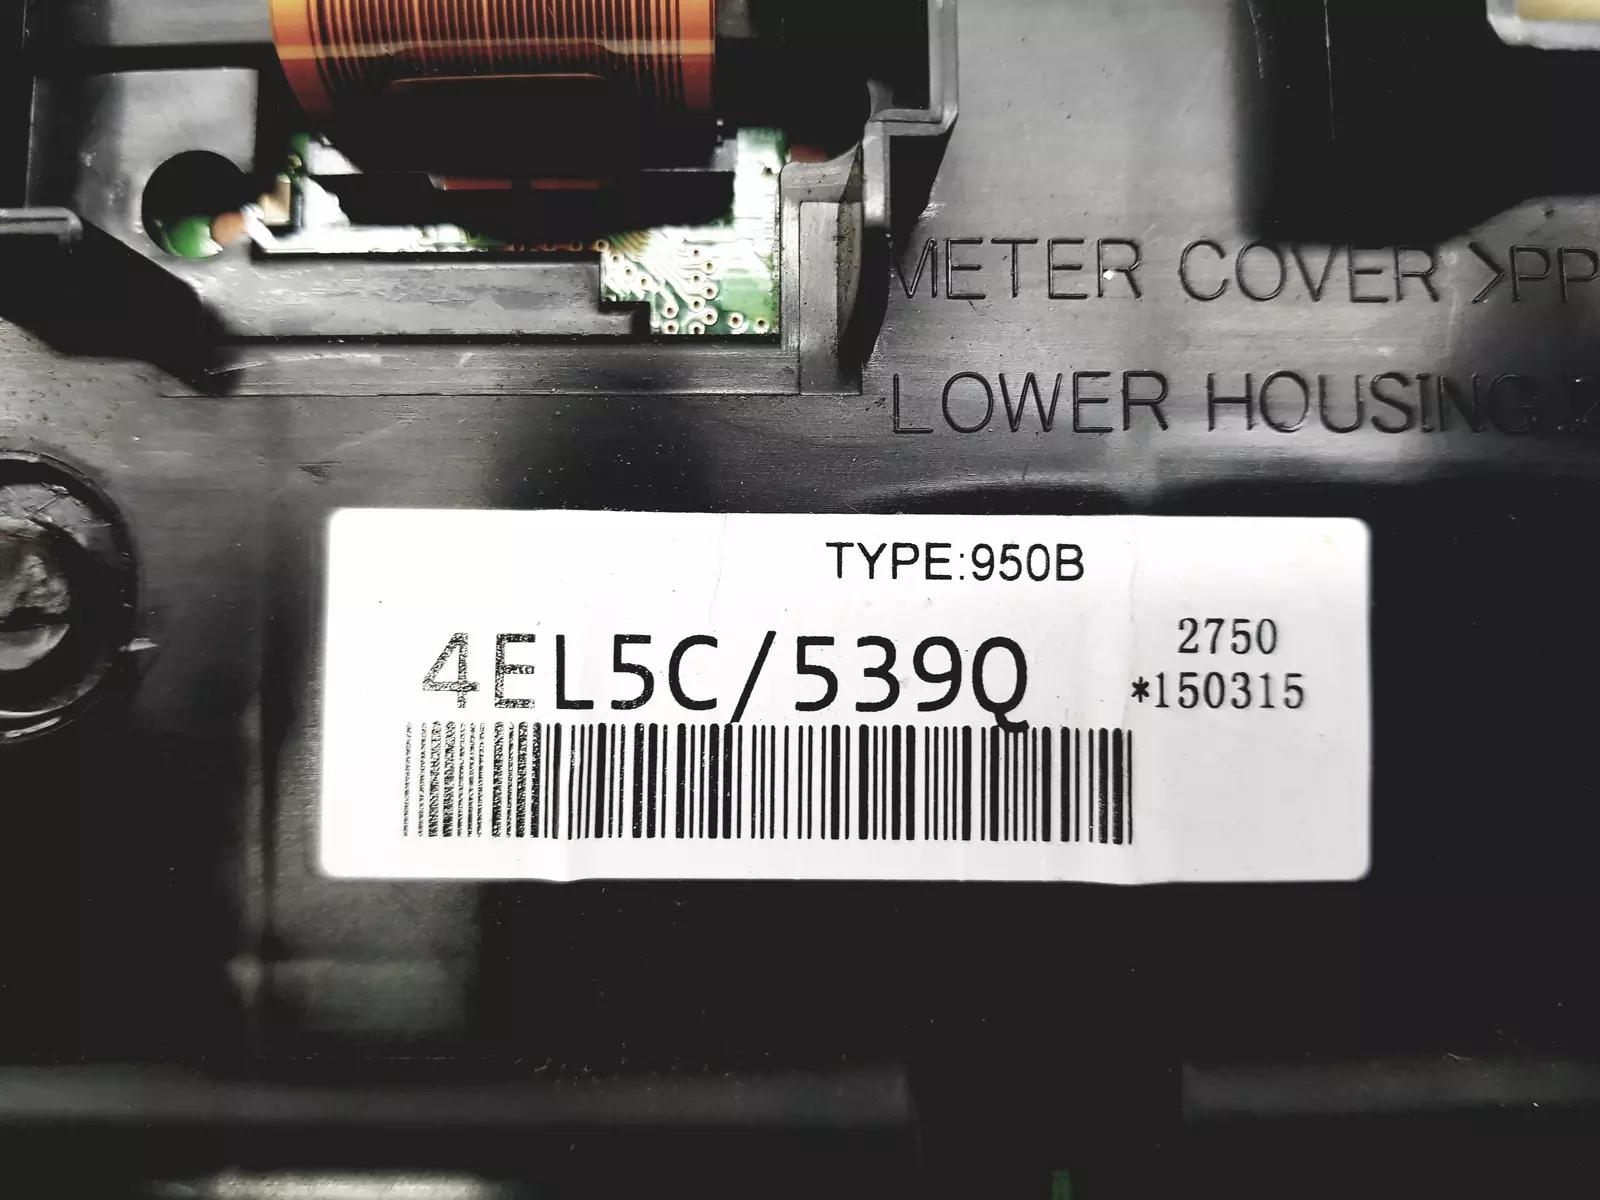 METER COVER >PP
LOWER HOUSING
TYPE:950B
4EL5C/539Q
2750
*150315